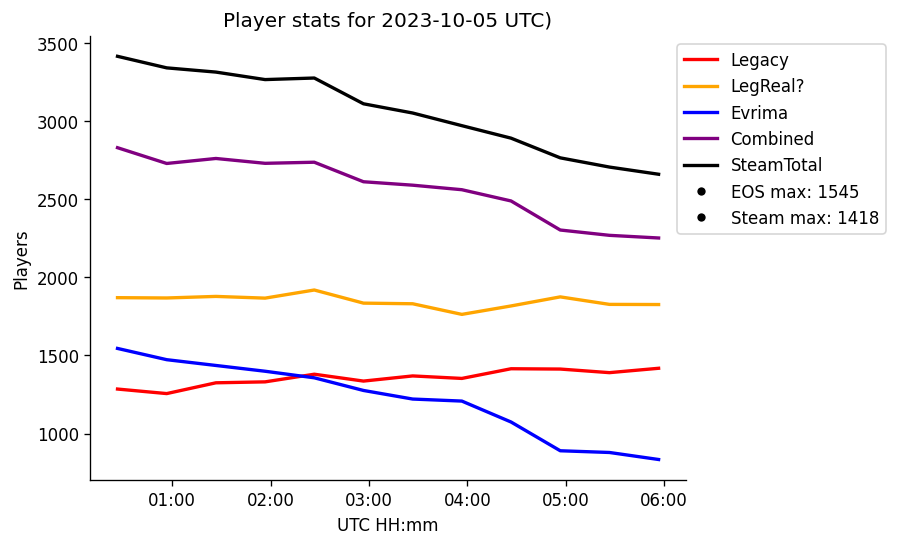 Player stats for 2023-10-05 UTC)
3500
3000
2500
2000
1500
1000
Players
01:00 02:00 03:00 04:00 05:00 06:00
UTC HH:mm
Legacy
LegReal?
Evrima
Combined
SteamTotal
EOS max: 1545
Steam max: 1418